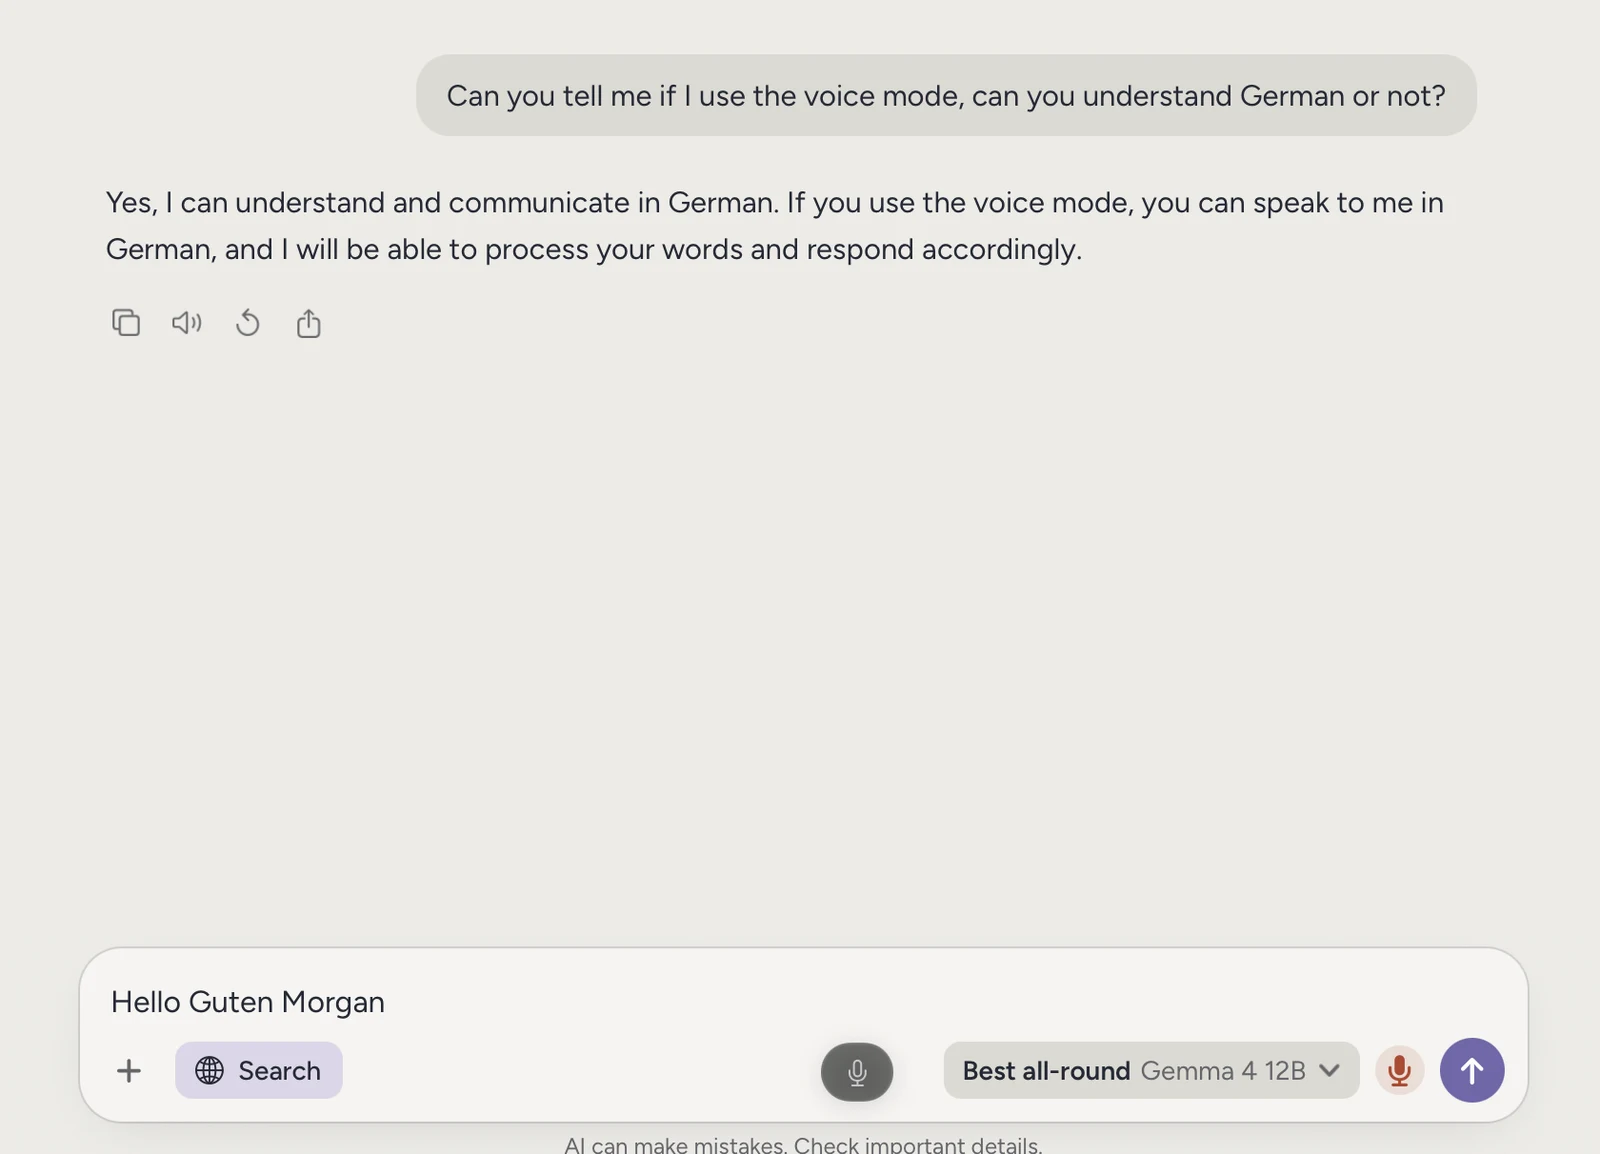 Can you tell me if I use the voice mode, can you understand German or not?
Yes, I can understand and communicate in German. If you use the voice mode, you can speak to me in
German, and I will be able to process your words and respond accordingly.
Hello Guten Morgan
Search
Best all-round Gemma 4 12B
AI can make mistakes. Check important details.